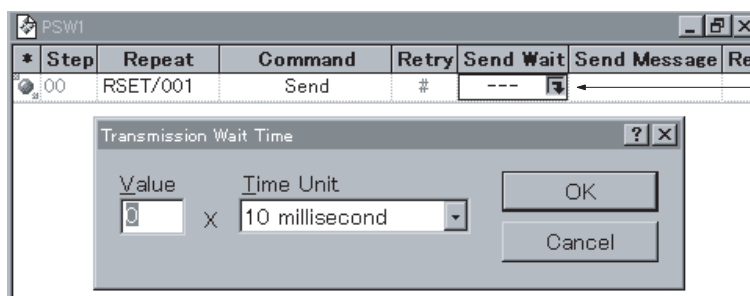 PSW1
* Step Repeat Command Retry Send Wait Send Message Re
00 RSET/001 Send # ---
Transmission Wait Time
Value Time Unit
0 X 10 millisecond
OK
Cancel